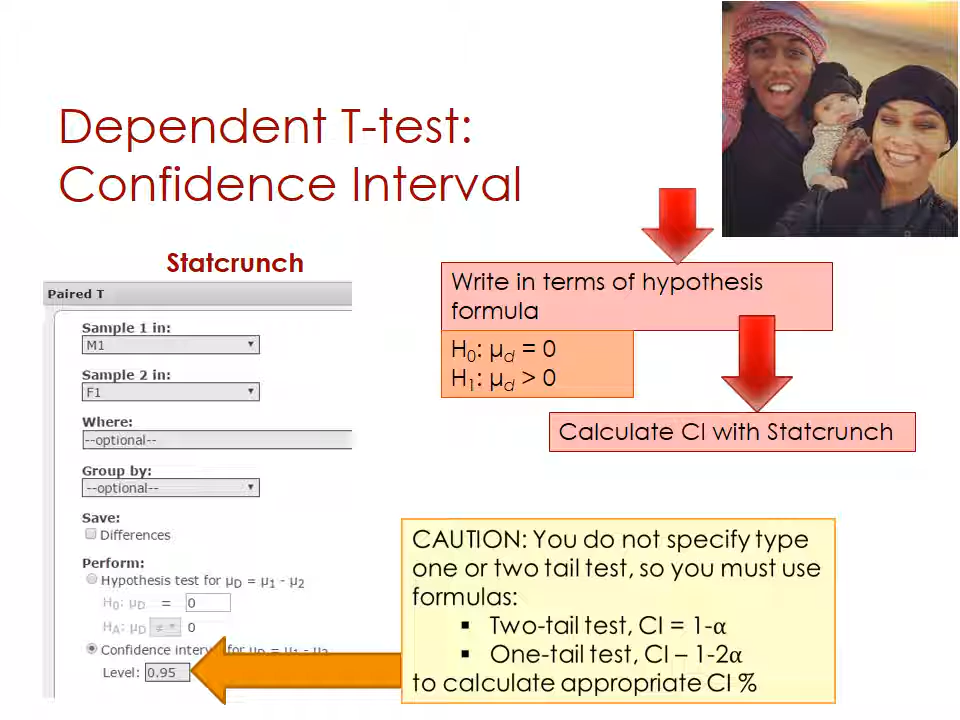 Dependent T-test:
Confidence Interval
Statcrunch
Paired T
Sample 1 in:
M1
Sample 2 in:
F1
Where:
--optional--
Group by:
--optional--
Save:
Differences
Perform:
Hypothesis test for μD = μ1 - μ2
H0: μD = 0
HA: μD ≠ 0
Confidence interval for μD = μ1 - μ2
Level: 0.95
Write in terms of hypothesis
formula
H0: μd = 0
H1: μd > 0
Calculate CI with Statcrunch
CAUTION: You do not specify type
one or two tail test, so you must use
formulas:
▪ Two-tail test, CI = 1-α
▪ One-tail test, CI – 1-2α
to calculate appropriate CI %